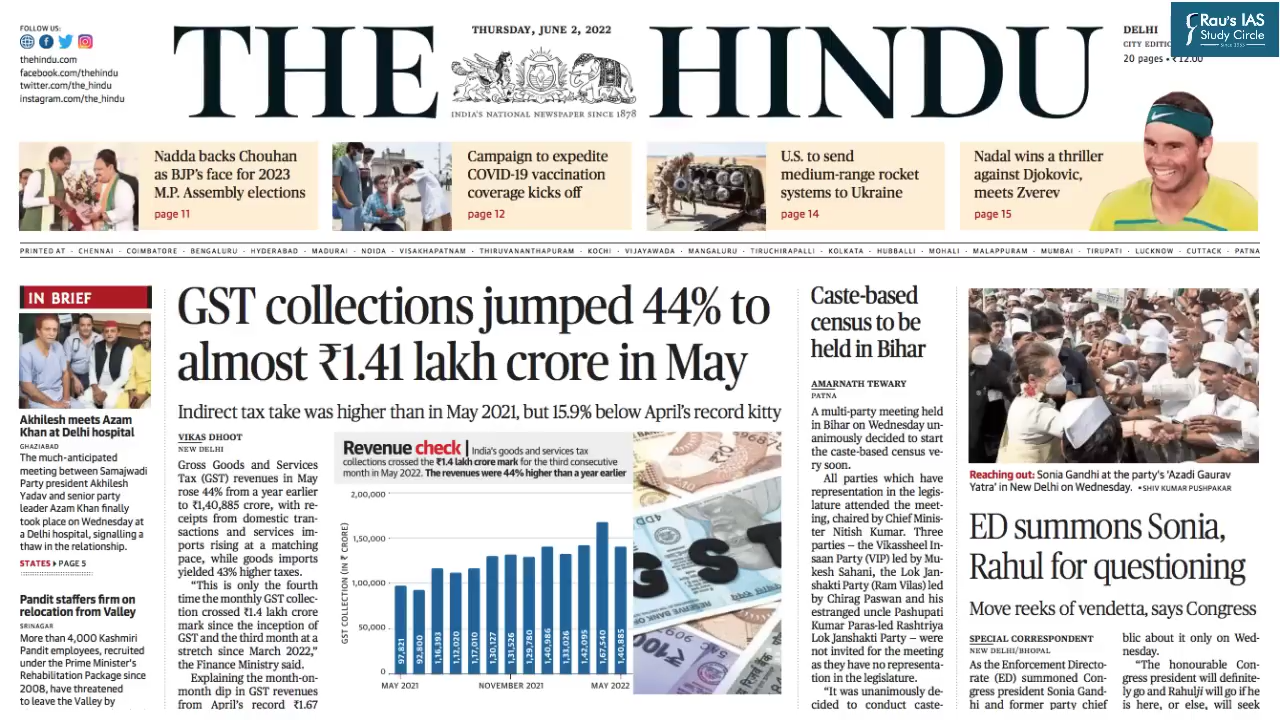 FOLLOW US:
thehindu.com
facebook.com/thehindu
twitter.com/the_hindu
instagram.com/the_hindu
THURSDAY, JUNE 2, 2022
THE HINDU
INDIA'S NATIONAL NEWSPAPER SINCE 1878
DELHI
CITY EDITIO
20 pages • ₹12.00
Rau's IAS
Study Circle
Since 1953
Nadda backs Chouhan
as BJP's face for 2023
M.P. Assembly elections
page 11
Campaign to expedite
COVID-19 vaccination
coverage kicks off
page 12
U.S. to send
medium-range rocket
systems to Ukraine
page 14
Nadal wins a thriller
against Djokovic,
meets Zverev
page 15
PRINTED AT • CHENNAI • COIMBATORE • BENGALURU • HYDERABAD • MADURAI • NOIDA • VISAKHAPATNAM • THIRUVANANTHAPURAM • KOCHI • VIJAYAWADA • MANGALURU • TIRUCHIRAPALLI • KOLKATA • HUBBALLI • MOHALI • MALAPPURAM • MUMBAI • TIRUPATI • LUCKNOW • CUTTACK • PATNA
IN BRIEF
Akhilesh meets Azam
Khan at Delhi hospital
GHAZIABAD
The much-anticipated
meeting between Samajwadi
Party president Akhilesh
Yadav and senior party
leader Azam Khan finally
took place on Wednesday at
a Delhi hospital, signalling a
thaw in the relationship.
STATES ▸ PAGE 5
Pandit staffers firm on
relocation from Valley
SRINAGAR
More than 4,000 Kashmiri
Pandit employees, recruited
under the Prime Minister's
Rehabilitation Package since
2008, have threatened
to leave the Valley by
GST collections jumped 44% to
almost ₹1.41 lakh crore in May
Indirect tax take was higher than in May 2021, but 15.9% below April's record kitty
VIKAS DHOOT
NEW DELHI
Gross Goods and Services
Tax (GST) revenues in May
rose 44% from a year earlier
to ₹1,40,885 crore, with re-
ceipts from domestic tran-
sactions and services im-
ports rising at a matching
pace, while goods imports
yielded 43% higher taxes.
"This is only the fourth
time the monthly GST collec-
tion crossed ₹1.4 lakh crore
mark since the inception of
GST and the third month at a
stretch since March 2022,"
the Finance Ministry said.
Explaining the month-on-
month dip in GST revenues
from April's record ₹1.67
Revenue check | India's goods and services tax
collections crossed the ₹1.4 lakh crore mark for the third consecutive
month in May 2022. The revenues were 44% higher than a year earlier
GST COLLECTION (IN ₹ CRORE)
2,00,000
1,50,000
1,00,000
50,000
0
97,821
92,800
1,16,393
1,12,020
1,17,010
1,30,127
1,31,526
1,29,780
1,40,986
1,33,026
1,42,095
1,67,540
1,40,885
MAY 2021
NOVEMBER 2021
MAY 2022
GST
Caste-based
census to be
held in Bihar
AMARNATH TEWARY
PATNA
A multi-party meeting held
in Bihar on Wednesday un-
animously decided to start
the caste-based census ve-
ry soon.
All parties which have
representation in the legis-
lature attended the meet-
ing, chaired by Chief Minis-
ter Nitish Kumar. Three
parties – the Vikassheel In-
saan Party (VIP) led by Mu-
kesh Sahani, the Lok Jan-
shakti Party (Ram Vilas) led
by Chirag Paswan and his
estranged uncle Pashupati
Kumar Paras-led Rashtriya
Lok Janshakti Party – were
not invited for the meeting
as they have no representa-
tion in the legislature.
"It was unanimously de-
cided to conduct caste-
Reaching out: Sonia Gandhi at the party's 'Azadi Gaurav
Yatra' in New Delhi on Wednesday. • SHIV KUMAR PUSHPAKAR
ED summons Sonia,
Rahul for questioning
Move reeks of vendetta, says Congress
SPECIAL CORRESPONDENT
NEW DELHI/BHOPAL
As the Enforcement Directo-
rate (ED) summoned Con-
gress president Sonia Gand-
hi and former party chief
blic about it only on Wed-
nesday.
"The honourable Con-
gress president will definite-
ly go and Rahulji will go if he
is here, or else, will seek